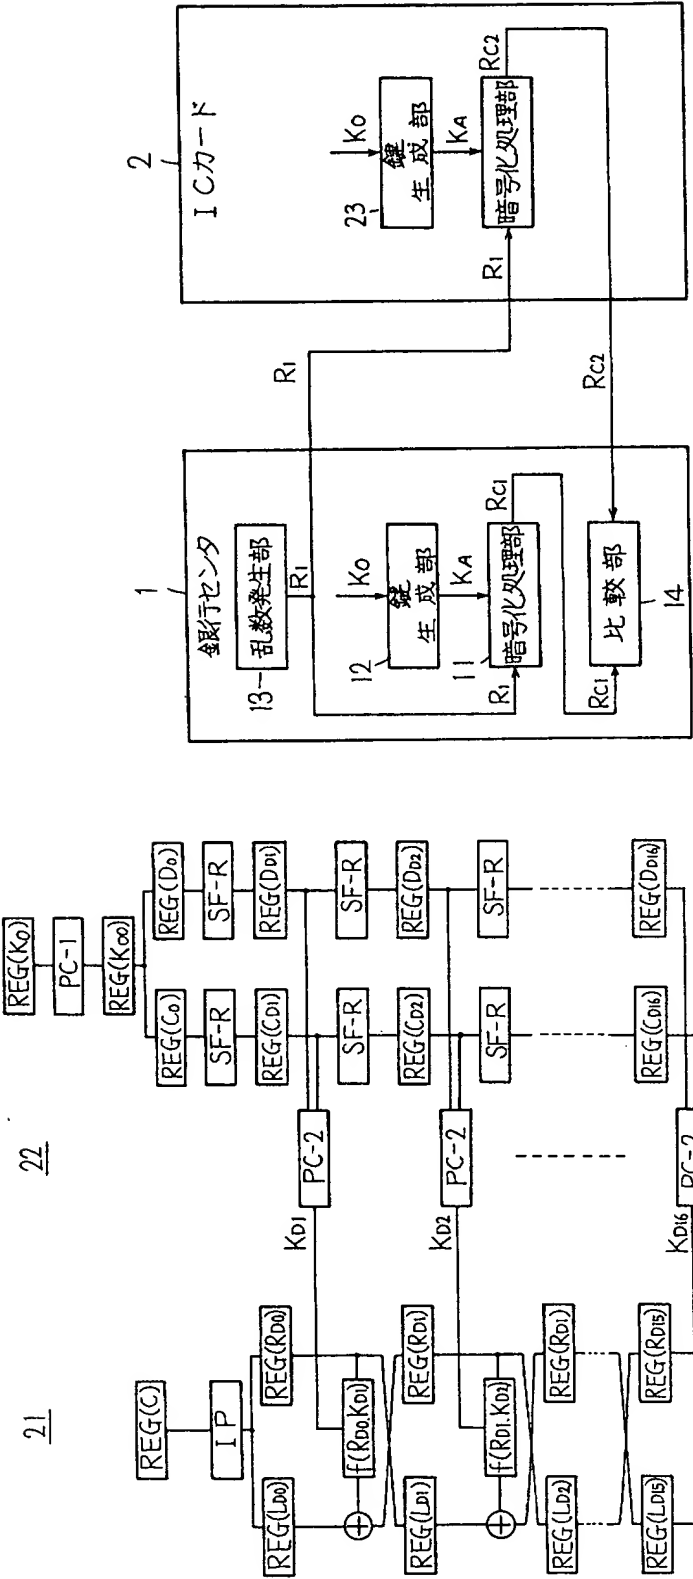 21
22
REG(C)
IP
REG(LD0)
REG(RD0)
f(RD0,KD1)
REG(LD1)
REG(RD1)
f(RD1,KD2)
REG(LD2)
REG(RD1)
REG(LD15)
REG(RD15)
REG(K0)
PC-1
REG(K00)
REG(C0)
REG(D0)
SF-R
SF-R
REG(CD1)
REG(DD1)
KD1
PC-2
SF-R
SF-R
REG(CD2)
REG(DD2)
KD2
PC-2
SF-R
SF-R
REG(CD16)
REG(DD16)
KD16
PC-2
1
銀行センタ
13
乱数発生部
R1
K0
12
鍵生成部
KA
11
暗号化処理部
R1
RC1
RC1
比較部
14
R1
RC2
2
ICカード
K0
23
鍵生成部
KA
R1
暗号化処理部
RC2